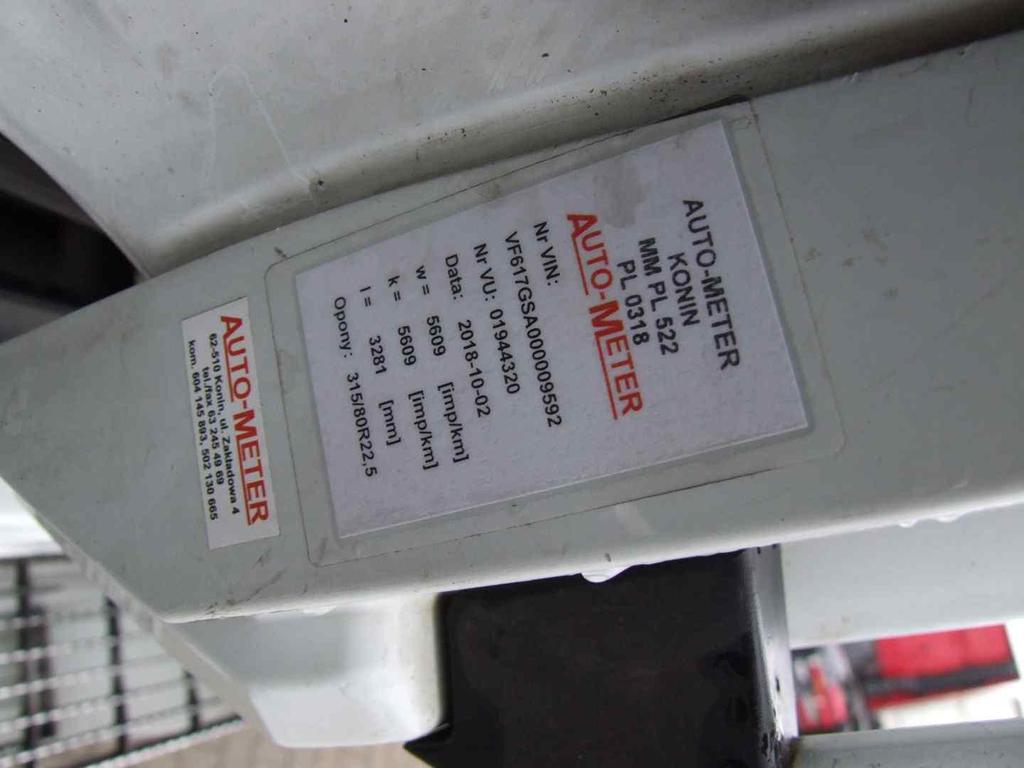 AUTO-METER
KONIN
MM PL 522
PL 0318
AUTO-METER
Nr VIN:
VF617GSA000009592
Nr VU: 01944320
Data: 2018-10-02
w = 5609 [imp/km]
k = 5609 [imp/km]
l = 3281 [mm]
Opony: 315/80R22,5
AUTO-METER
62-510 Konin, ul. Zakładowa 4
tel./fax 63 245 49 69
kom. 604 145 893, 502 130 665